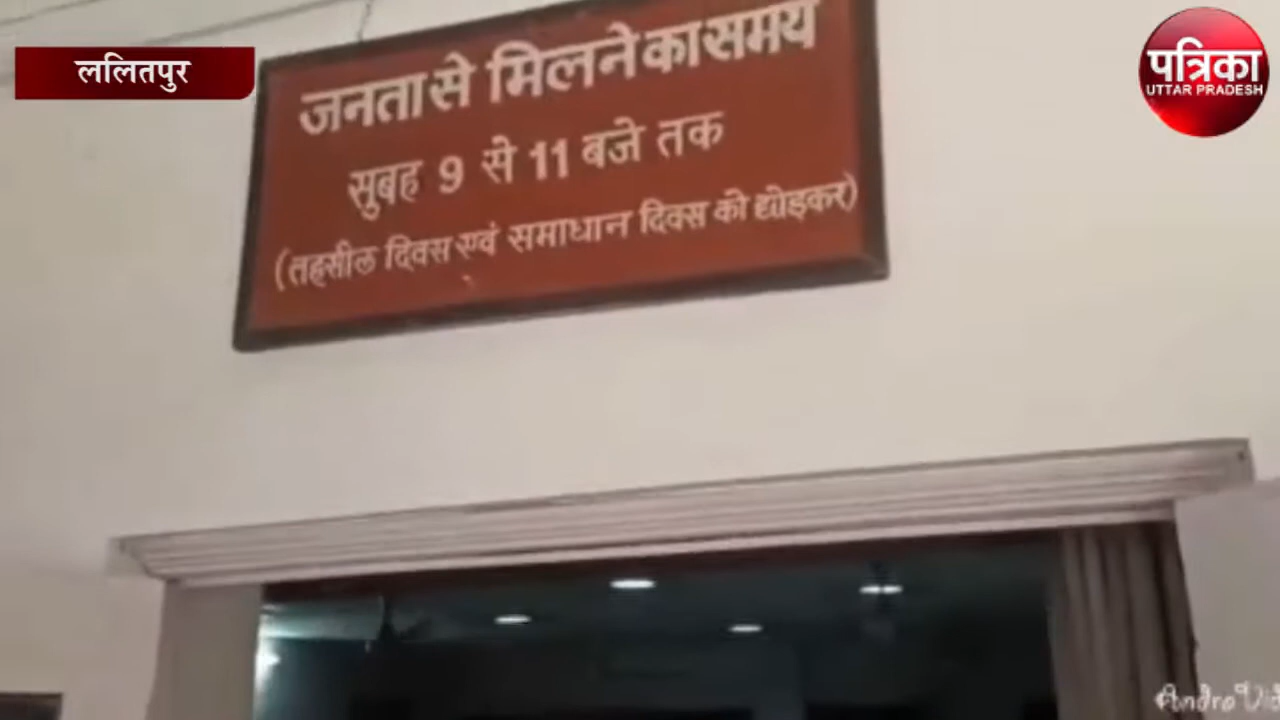 ललितपुर
पत्रिका
UTTAR PRADESH
जनता से मिलने का समय
सुबह 9 से 11 बजे तक
(तहसील दिवस एवं समाधान दिवस को छोड़कर)